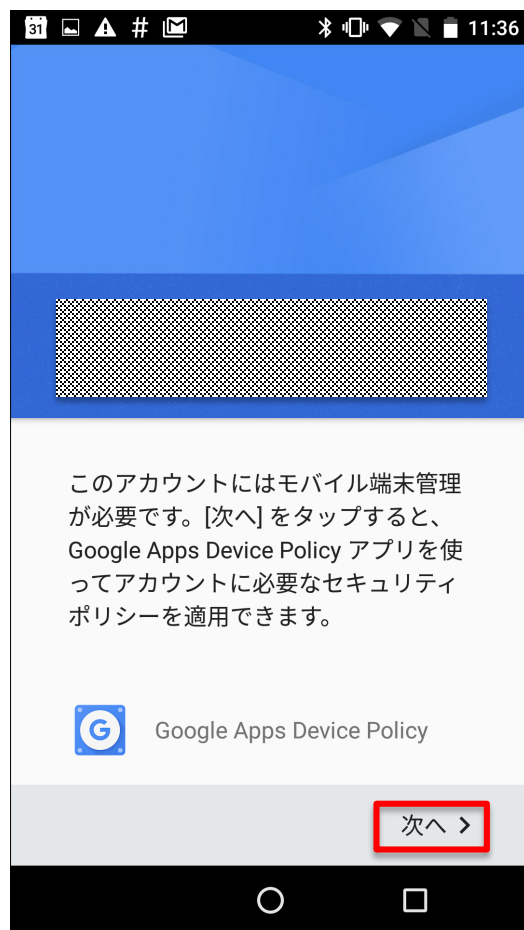 31 # 11:36
このアカウントにはモバイル端末管理
が必要です。[次へ] をタップすると、
Google Apps Device Policy アプリを使
ってアカウントに必要なセキュリティ
ポリシーを適用できます。
G Google Apps Device Policy
次へ